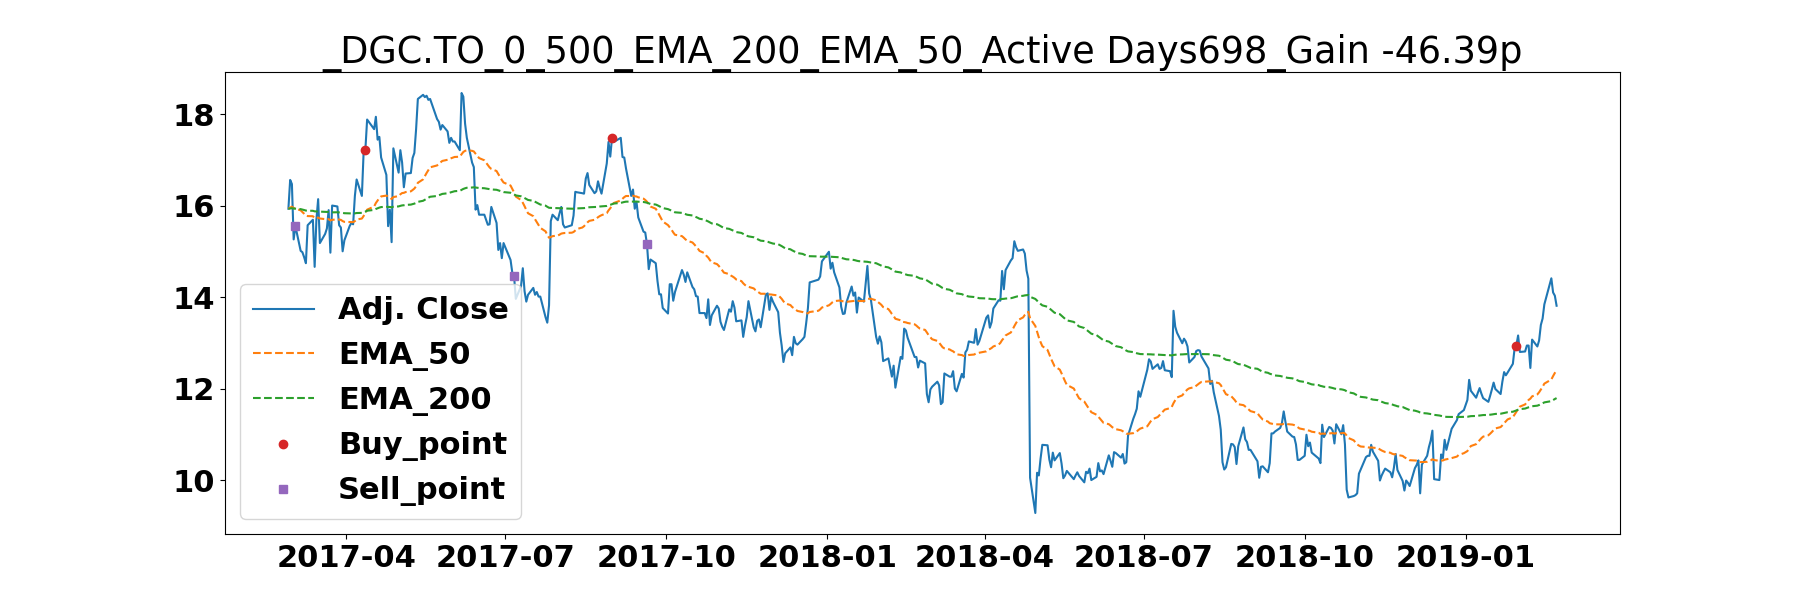 _DGC.TO_0_500_EMA_200_EMA_50_Active Days698_Gain -46.39p
18
16
14
12
10
Adj. Close
EMA_50
EMA_200
Buy_point
Sell_point
2017-04 2017-07 2017-10 2018-01 2018-04 2018-07 2018-10 2019-01